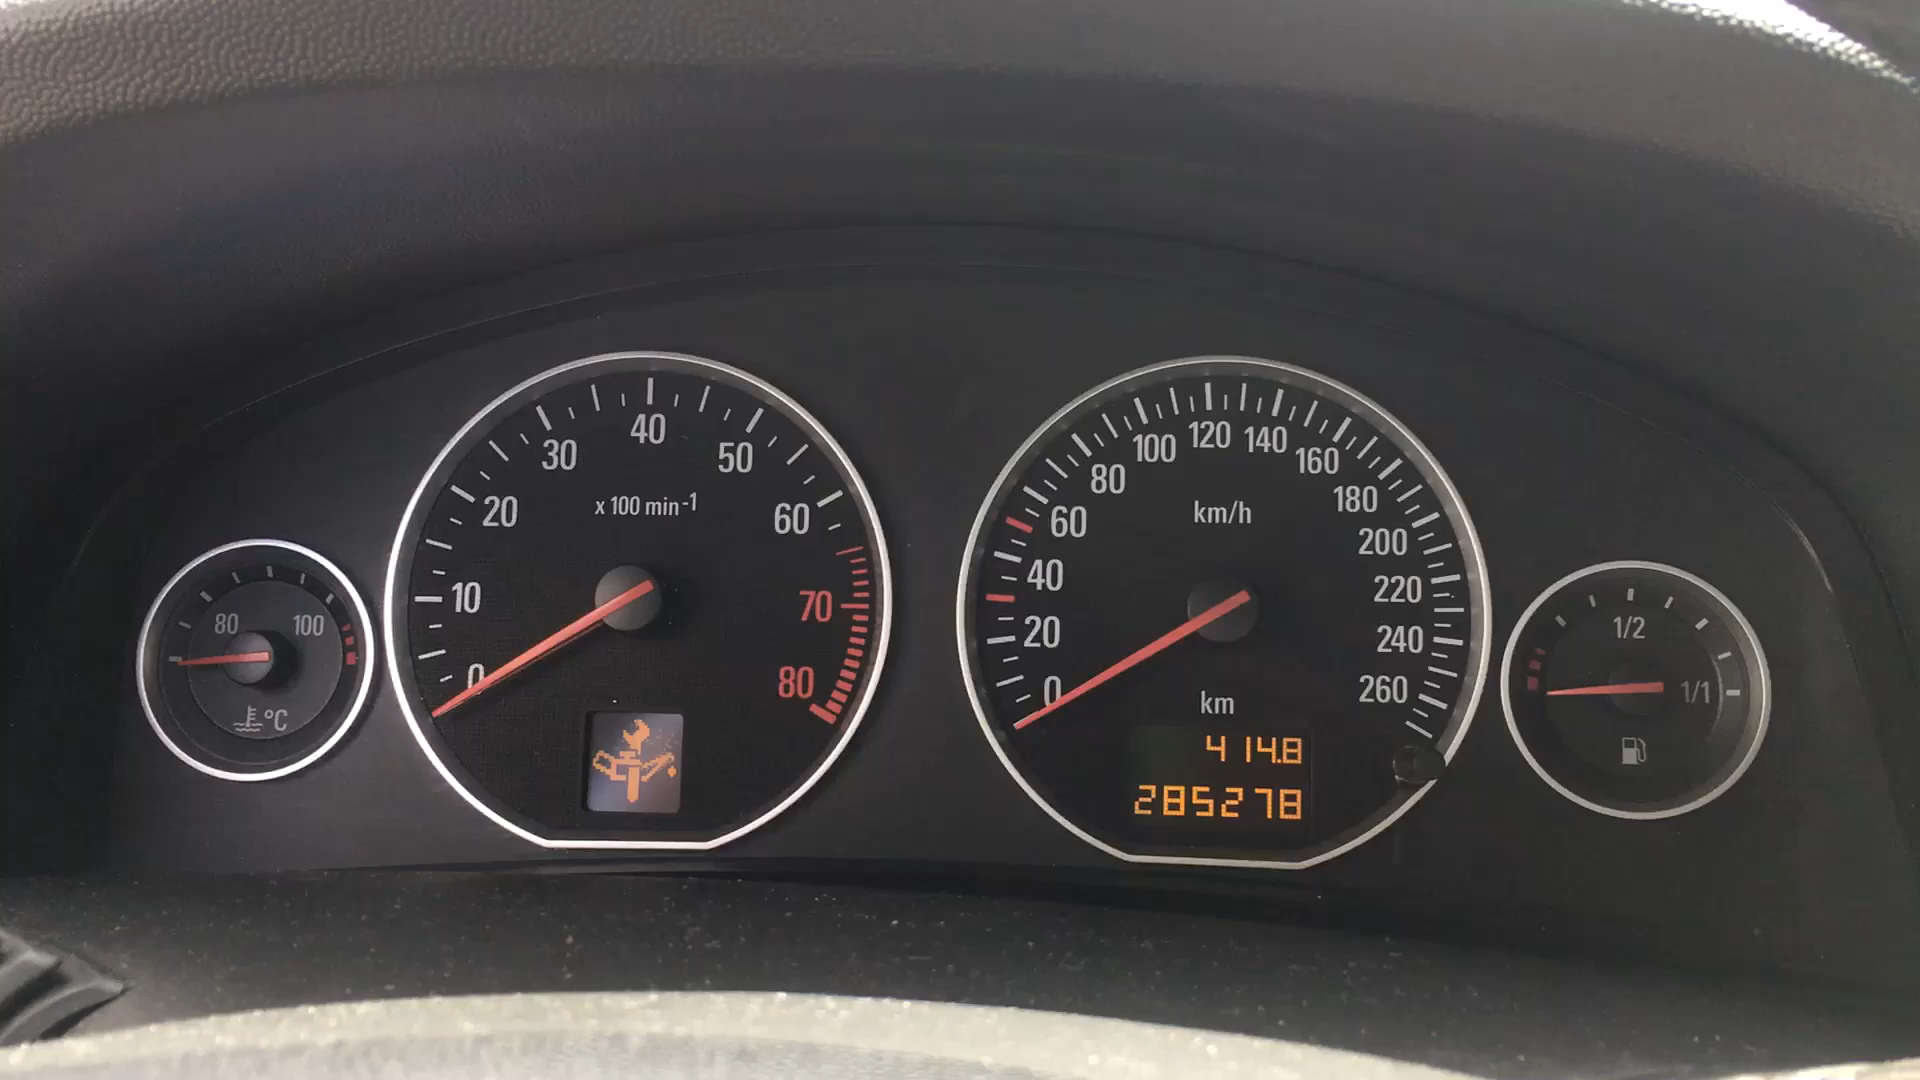 80 100
°C
0 10 20 30 40 50 60 70 80
x 100 min-1
0 20 40 60 80 100 120 140 160 180 200 220 240 260
km/h
km
414.8
285278
1/2
1/1